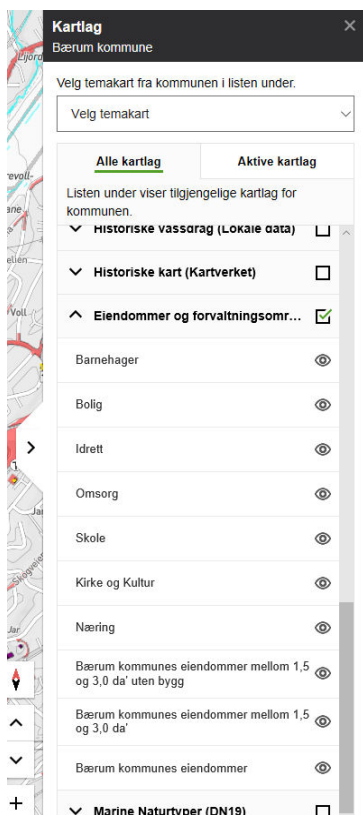 Kartlag
Bærum kommune
Velg temakart fra kommunen i listen under.
Velg temakart
Alle kartlag
Aktive kartlag
Listen under viser tilgjengelige kartlag for
kommunen.
Historiske vassdrag (Lokale data)
Historiske kart (Kartverket)
Eiendommer og forvaltningsomr...
Barnehager
Bolig
Idrett
Omsorg
Skole
Kirke og Kultur
Næring
Bærum kommunes eiendommer mellom 1,5
og 3,0 da' uten bygg
Bærum kommunes eiendommer mellom 1,5
og 3,0 da'
Bærum kommunes eiendommer
Marine Naturtyper (DN19)
Voll
Jar